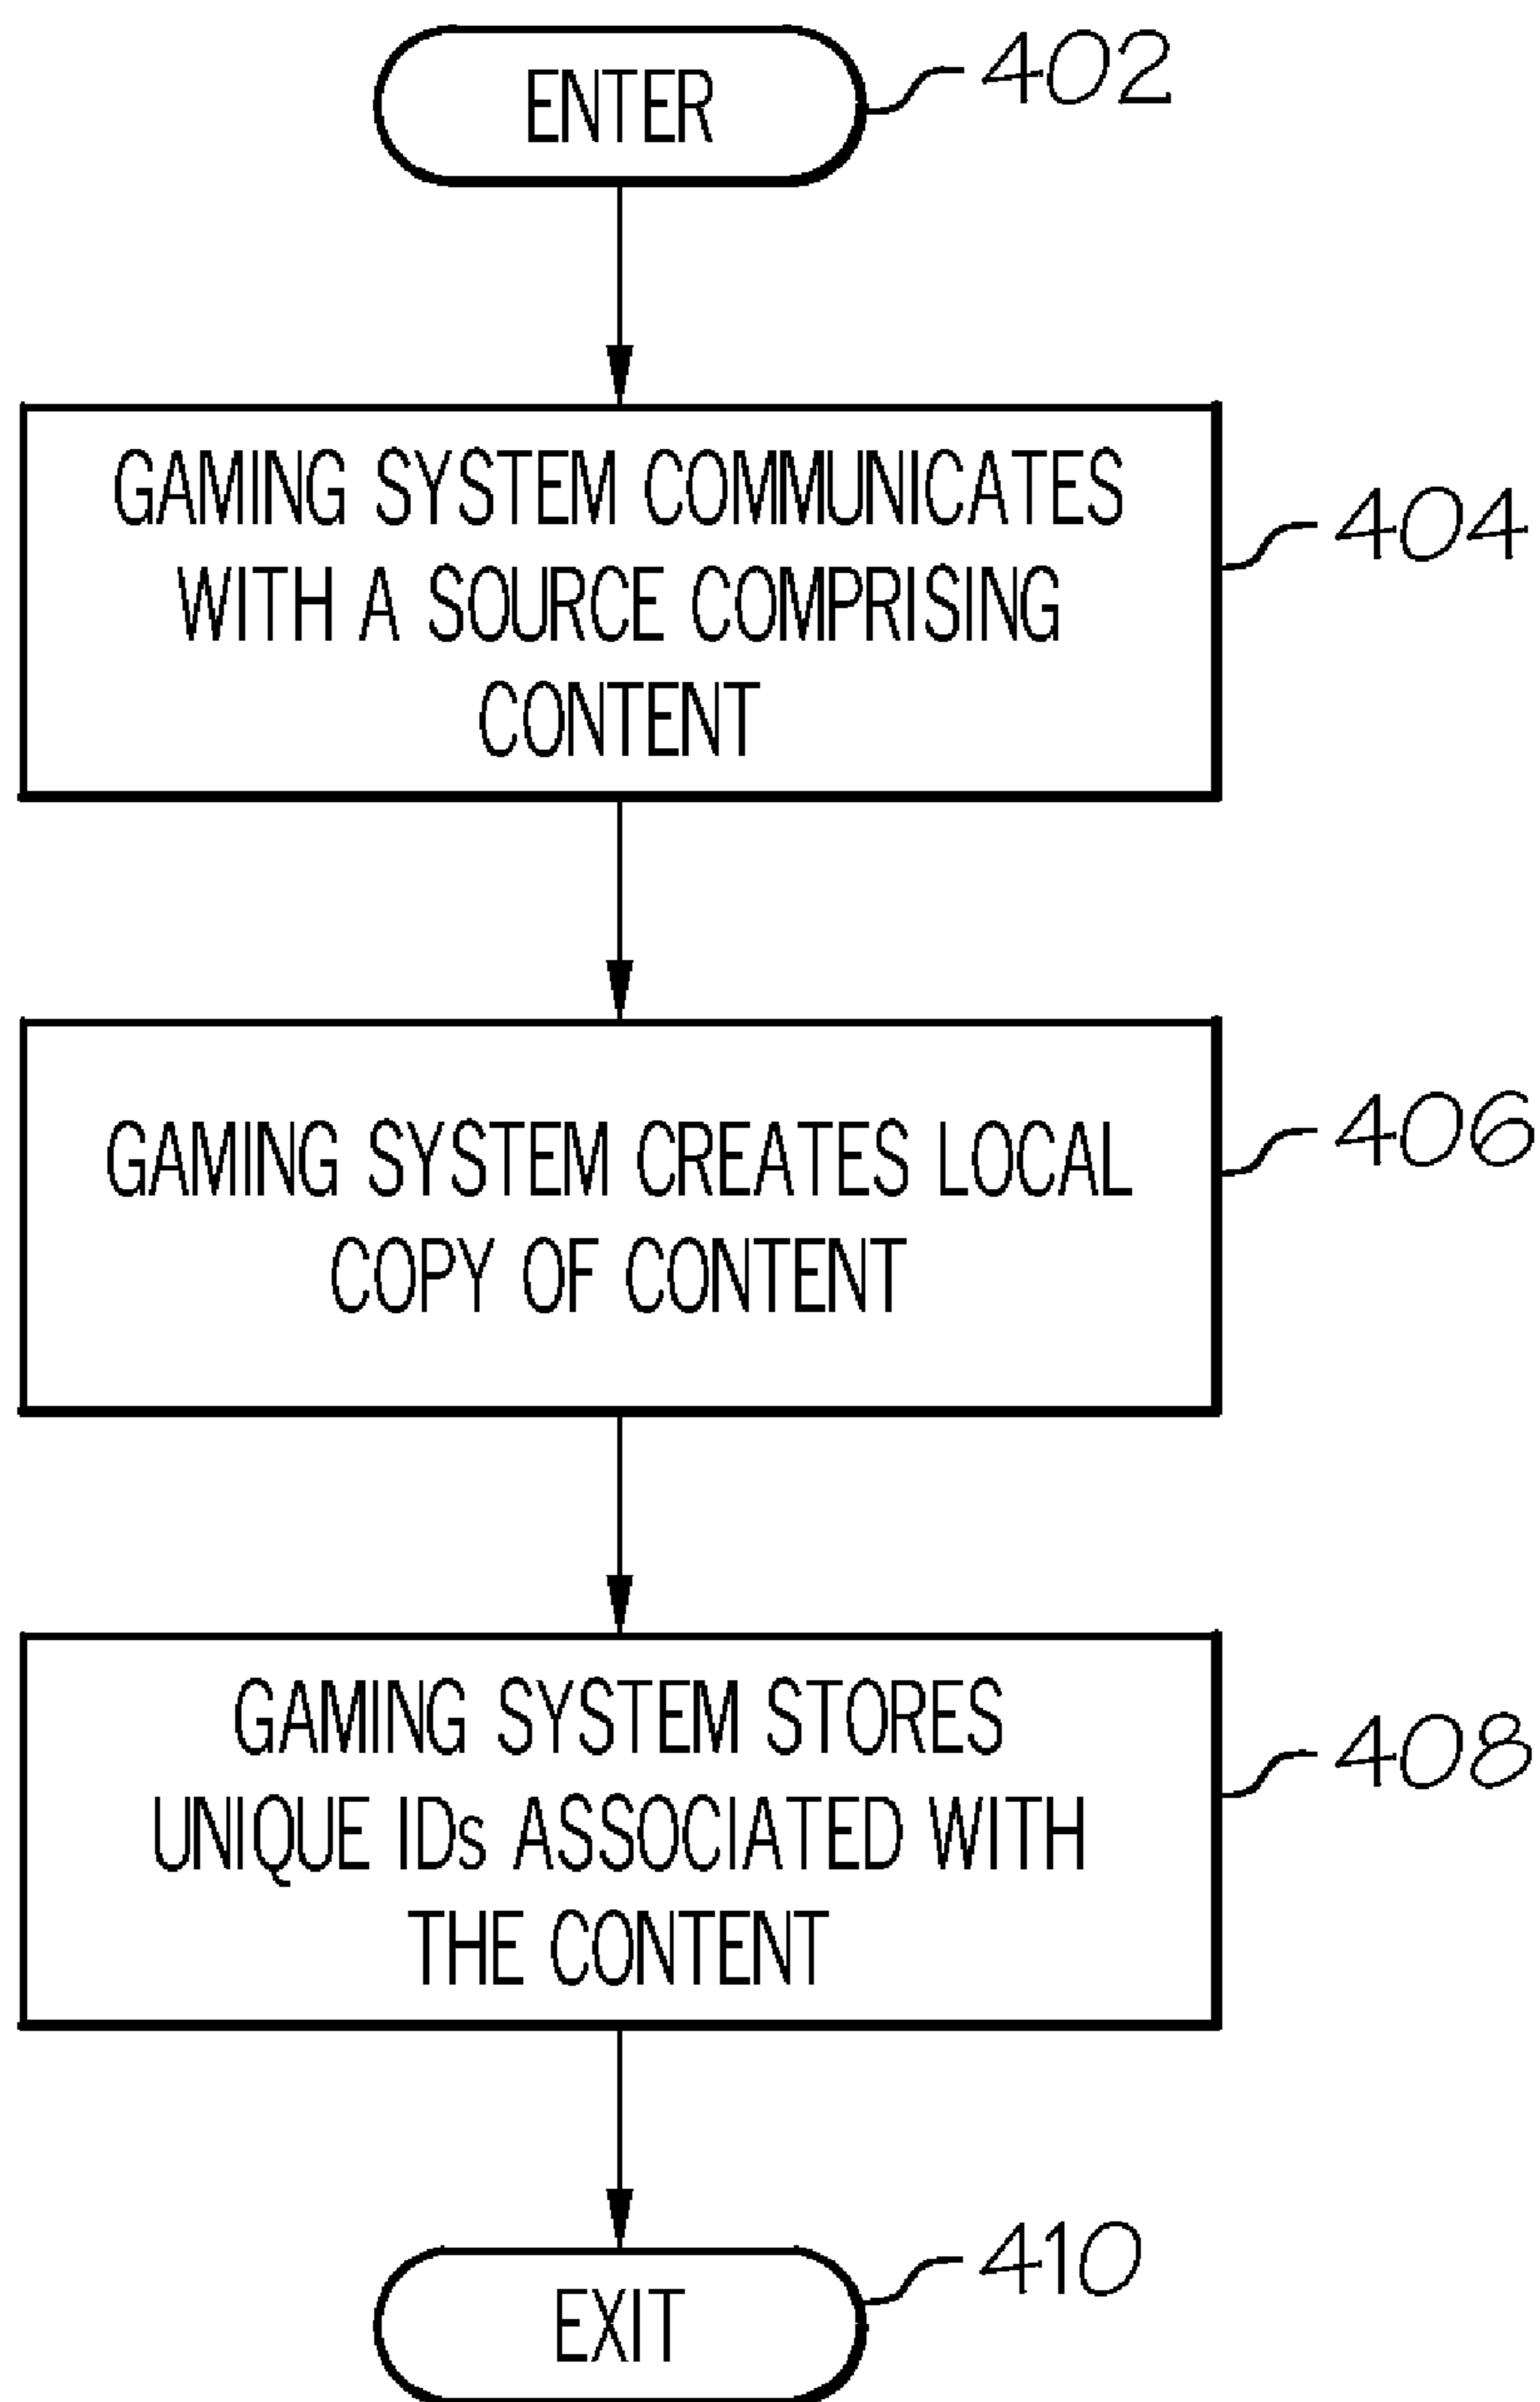 ENTER
402
GAMING SYSTEM COMMUNICATES
WITH A SOURCE COMPRISING
CONTENT
404
GAMING SYSTEM CREATES LOCAL
COPY OF CONTENT
406
GAMING SYSTEM STORES
UNIQUE IDs ASSOCIATED WITH
THE CONTENT
408
EXIT
410